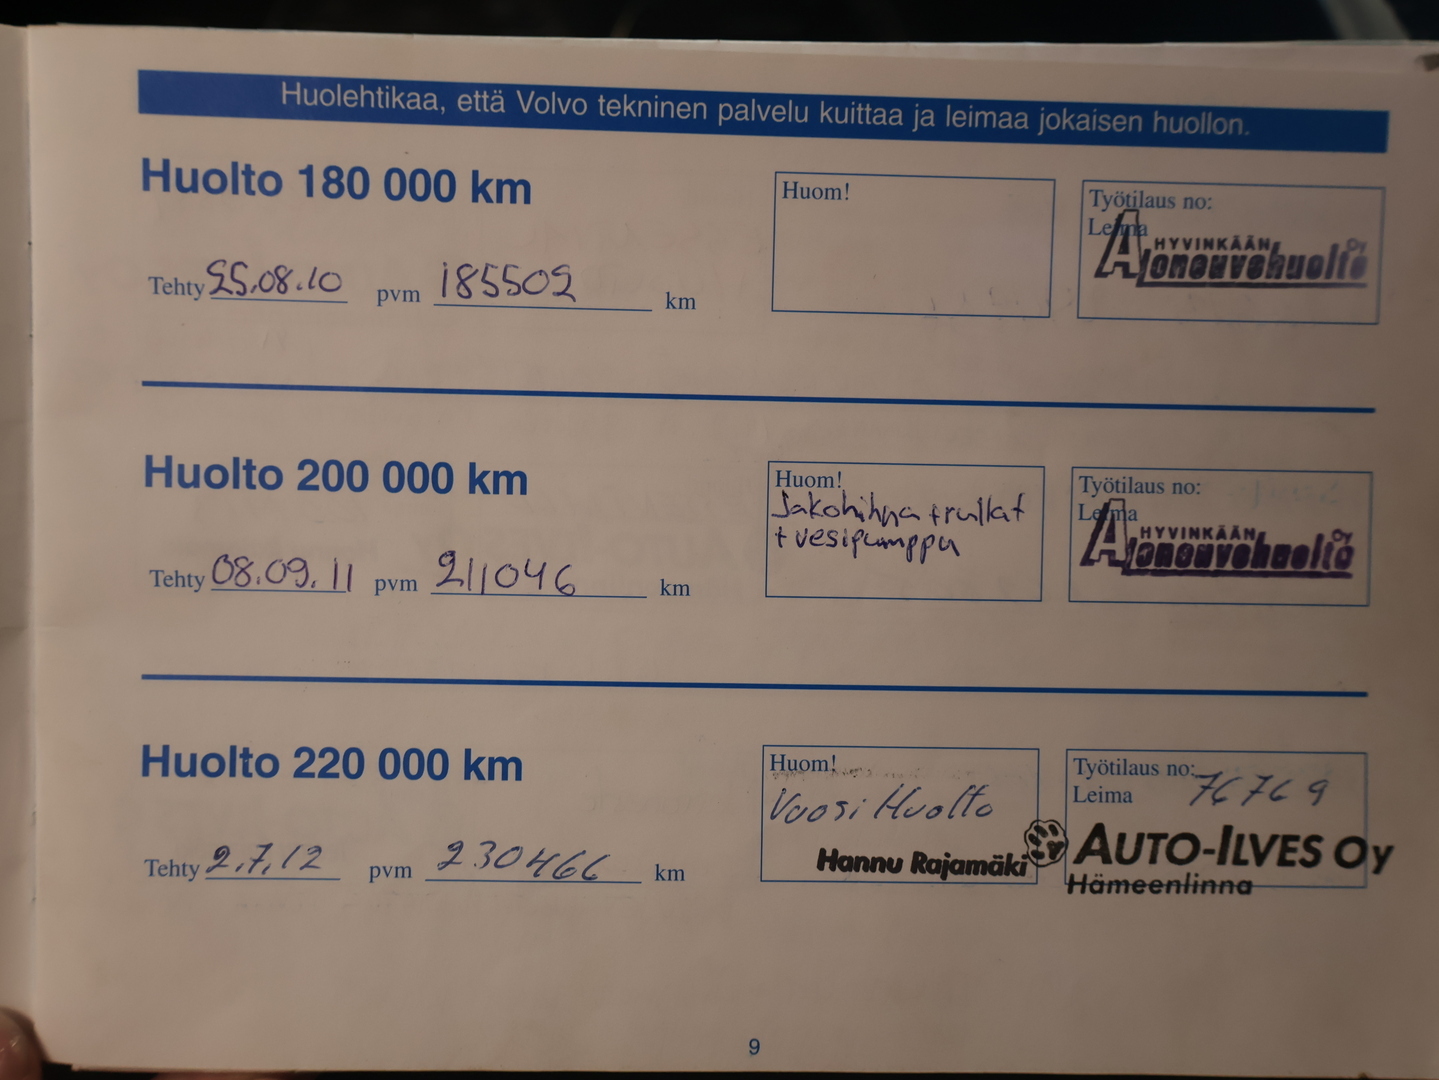 Huolehtikaa, että Volvo tekninen palvelu kuittaa ja leimaa jokaisen huollon.
Huolto 180 000 km
Huom!
Työtilaus no:
Leima
HYVINKÄÄN
Ajoneuvohuolto Oy
Tehty 25.08.10 pvm 185502 km
Huolto 200 000 km
Huom!
Jakohihna + rullat
+ vesipumppu
Työtilaus no:
Leima
HYVINKÄÄN
Ajoneuvohuolto Oy
Tehty 08.09.11 pvm 211046 km
Huolto 220 000 km
Huom!
VuosiHuolto
Hannu Rajamäki
Työtilaus no: 76769
Leima
AUTO-ILVES Oy
Hämeenlinna
Tehty 2.7.12 pvm 230466 km
9